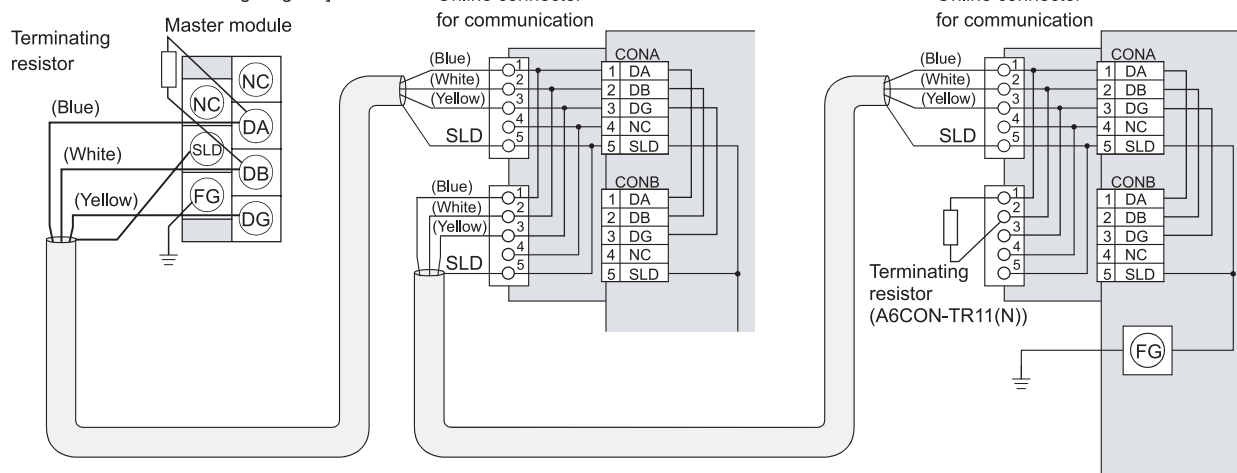 Online connector
for communication
Online connector
for communication
Master module
Terminating
resistor
NC
NC
DA
SLD
DB
FG
DG
(Blue)
(White)
(Yellow)
(Blue)
(White)
(Yellow)
SLD
1
2
3
4
5
CONA
1 DA
2 DB
3 DG
4 NC
5 SLD
(Blue)
(White)
(Yellow)
SLD
1
2
3
4
5
CONB
1 DA
2 DB
3 DG
4 NC
5 SLD
(Blue)
(White)
(Yellow)
SLD
1
2
3
4
5
CONA
1 DA
2 DB
3 DG
4 NC
5 SLD
1
2
3
4
5
CONB
1 DA
2 DB
3 DG
4 NC
5 SLD
Terminating
resistor
(A6CON-TR11(N))
FG